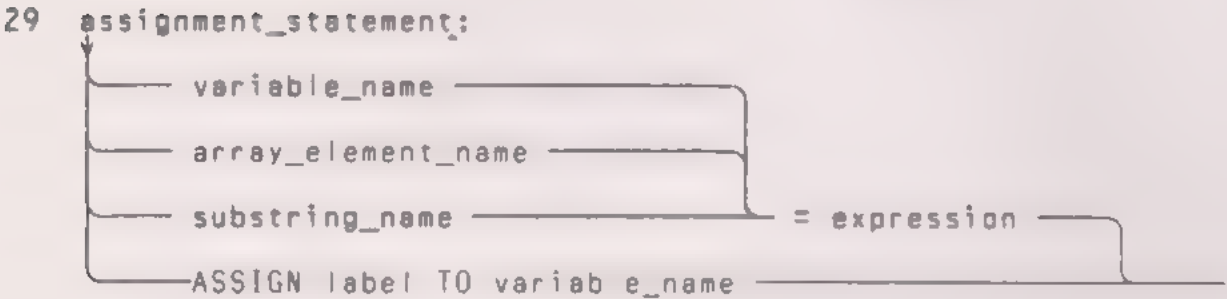 29 assignment_statement:
variable_name
array_element_name
substring_name = expression
ASSIGN label TO variab e_name